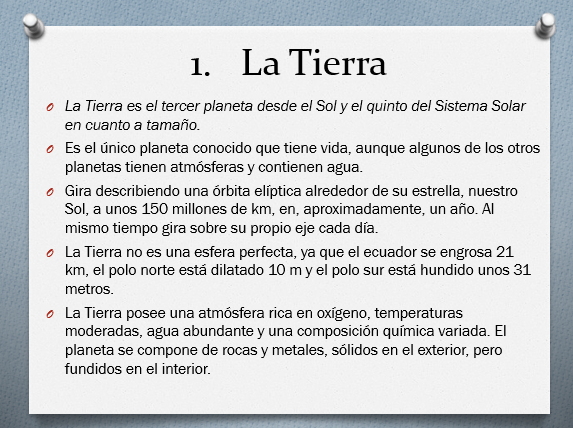 1. La Tierra
La Tierra es el tercer planeta desde el Sol y el quinto del Sistema Solar
en cuanto a tamaño.
Es el único planeta conocido que tiene vida, aunque algunos de los otros
planetas tienen atmósferas y contienen agua.
Gira describiendo una órbita elíptica alrededor de su estrella, nuestro
Sol, a unos 150 millones de km, en, aproximadamente, un año. Al
mismo tiempo gira sobre su propio eje cada día.
La Tierra no es una esfera perfecta, ya que el ecuador se engrosa 21
km, el polo norte está dilatado 10 m y el polo sur está hundido unos 31
metros.
La Tierra posee una atmósfera rica en oxígeno, temperaturas
moderadas, agua abundante y una composición química variada. El
planeta se compone de rocas y metales, sólidos en el exterior, pero
fundidos en el interior.